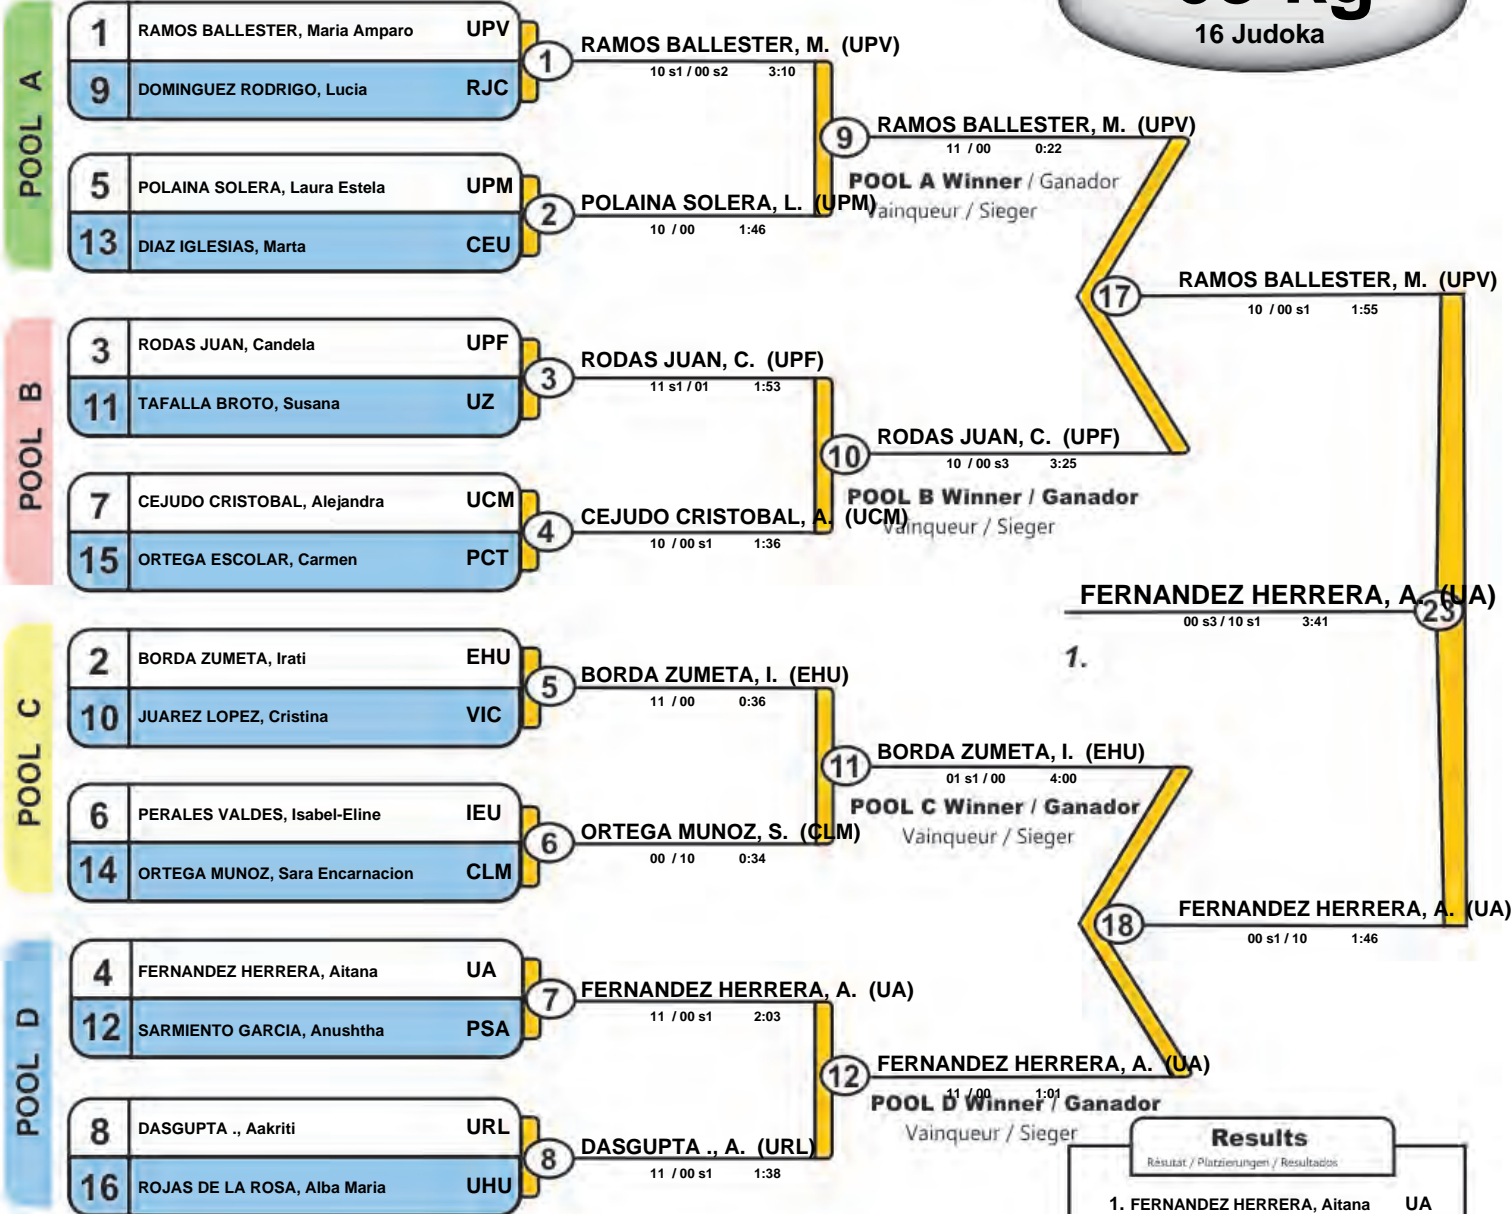 16 Judoka
POOL A
1 RAMOS BALLESTER, Maria Amparo UPV
9 DOMINGUEZ RODRIGO, Lucia RJC
1
RAMOS BALLESTER, M. (UPV)
10 s1 / 00 s2 3:10
5 POLAINA SOLERA, Laura Estela UPM
13 DIAZ IGLESIAS, Marta CEU
2
POLAINA SOLERA, L. (UPM)
10 / 00 1:46
9
RAMOS BALLESTER, M. (UPV)
11 / 00 0:22
POOL A Winner / Ganador
Vainqueur / Sieger
POOL B
3 RODAS JUAN, Candela UPF
11 TAFALLA BROTO, Susana UZ
3
RODAS JUAN, C. (UPF)
11 s1 / 01 1:53
7 CEJUDO CRISTOBAL, Alejandra UCM
15 ORTEGA ESCOLAR, Carmen PCT
4
CEJUDO CRISTOBAL, A. (UCM)
10 / 00 s1 1:36
10
RODAS JUAN, C. (UPF)
10 / 00 s3 3:25
POOL B Winner / Ganador
Vainqueur / Sieger
17
RAMOS BALLESTER, M. (UPV)
10 / 00 s1 1:55
POOL C
2 BORDA ZUMETA, Irati EHU
10 JUAREZ LOPEZ, Cristina VIC
5
BORDA ZUMETA, I. (EHU)
11 / 00 0:36
6 PERALES VALDES, Isabel-Eline IEU
14 ORTEGA MUNOZ, Sara Encarnacion CLM
6
ORTEGA MUNOZ, S. (CLM)
00 / 10 0:34
11
BORDA ZUMETA, I. (EHU)
01 s1 / 00 4:00
POOL C Winner / Ganador
Vainqueur / Sieger
POOL D
4 FERNANDEZ HERRERA, Aitana UA
12 SARMIENTO GARCIA, Anushtha PSA
7
FERNANDEZ HERRERA, A. (UA)
11 / 00 s1 2:03
8 DASGUPTA ., Aakriti URL
16 ROJAS DE LA ROSA, Alba Maria UHU
8
DASGUPTA ., A. (URL)
11 / 00 s1 1:38
12
FERNANDEZ HERRERA, A. (UA)
11 / 00 1:01
POOL D Winner / Ganador
Vainqueur / Sieger
18
FERNANDEZ HERRERA, A. (UA)
00 s1 / 10 1:46
FERNANDEZ HERRERA, A. (UA)
23
00 s3 / 10 s1 3:41
1.
Results
Résutat / Platzierungen / Resultados
1. FERNANDEZ HERRERA, Aitana UA